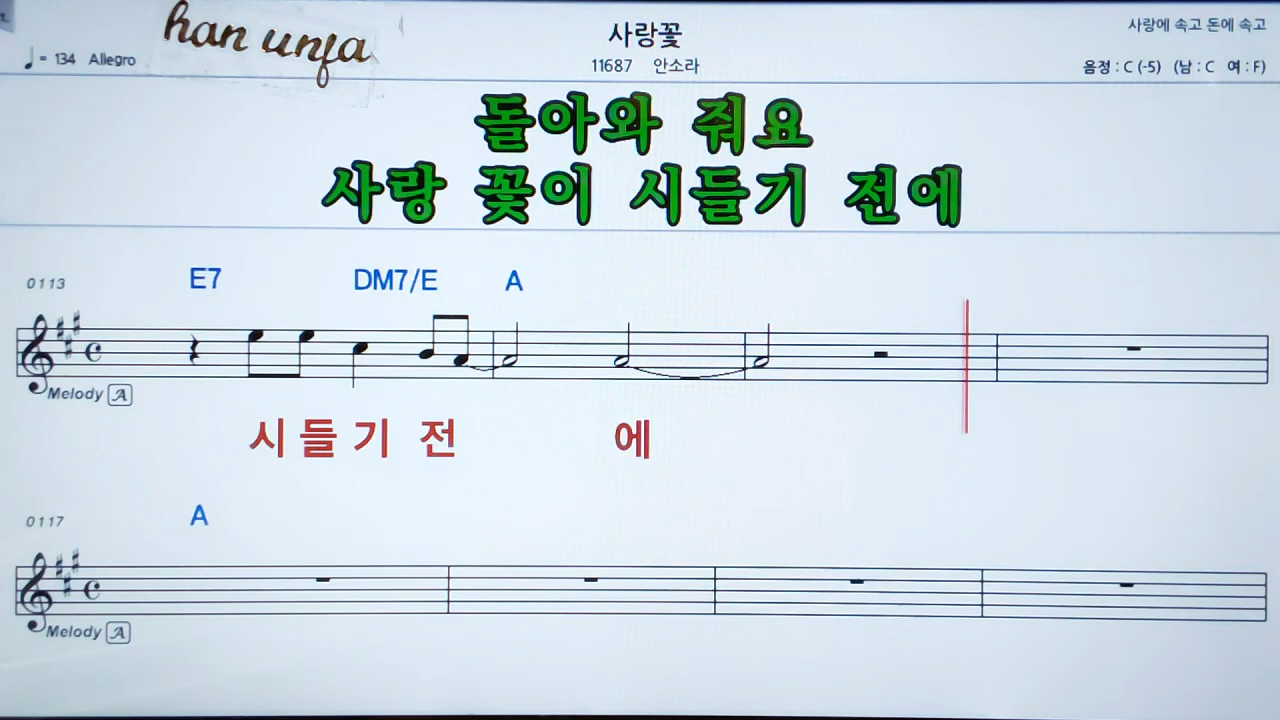 han unja
사랑꽃
사랑에 속고 돈에 속고
♩ = 134 Allegro
11687 안소라
음정 : C (-5) (남 : C 여 : F)
돌아와 줘요
사랑 꽃이 시들기 전에
0113 E7 DM7/E A
Melody A
시 들 기 전 에
0117 A
Melody A